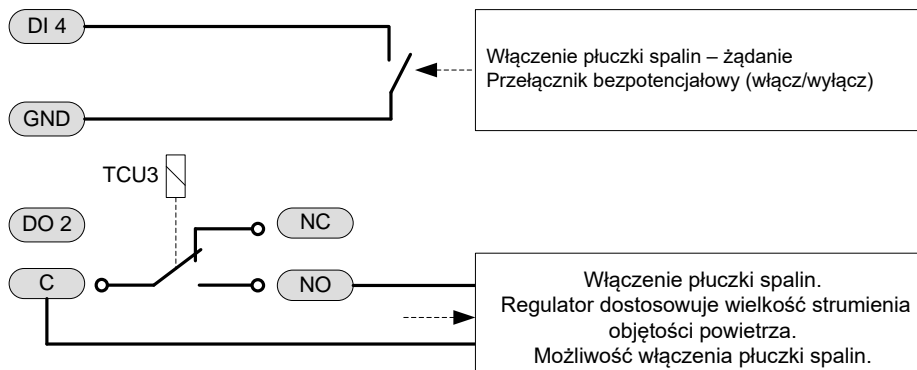 DI 4
Włączenie płuczki spalin – żądanie
Przełącznik bezpotencjałowy (włącz/wyłącz)
GND
TCU3
DO 2
NC
C
NO
Włączenie płuczki spalin.
Regulator dostosowuje wielkość strumienia
objętości powietrza.
Możliwość włączenia płuczki spalin.